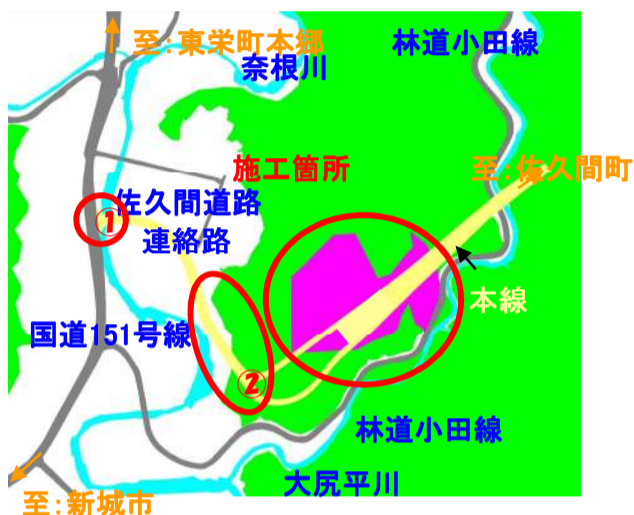 至:東栄町本郷
奈根川
林道小田線
施工箇所
至:佐久間町
①
佐久間道路
連絡路
本線
国道151号線
②
林道小田線
大尻平川
至:新城市